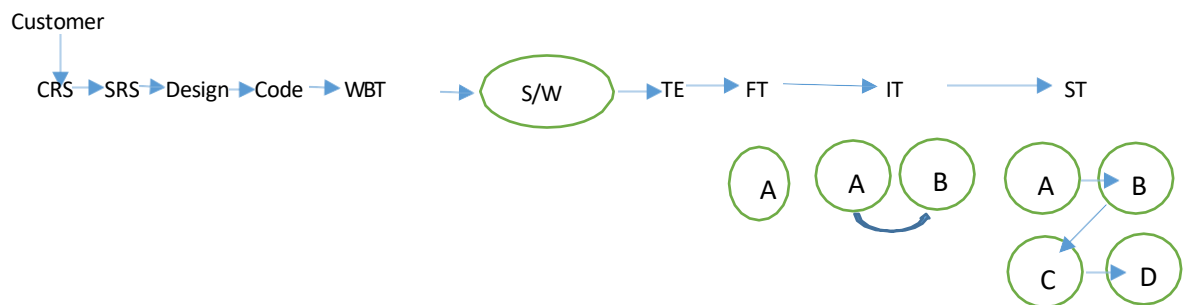 Customer
CRS SRS Design Code WBT S/W TE FT IT ST
A A B A B
C D